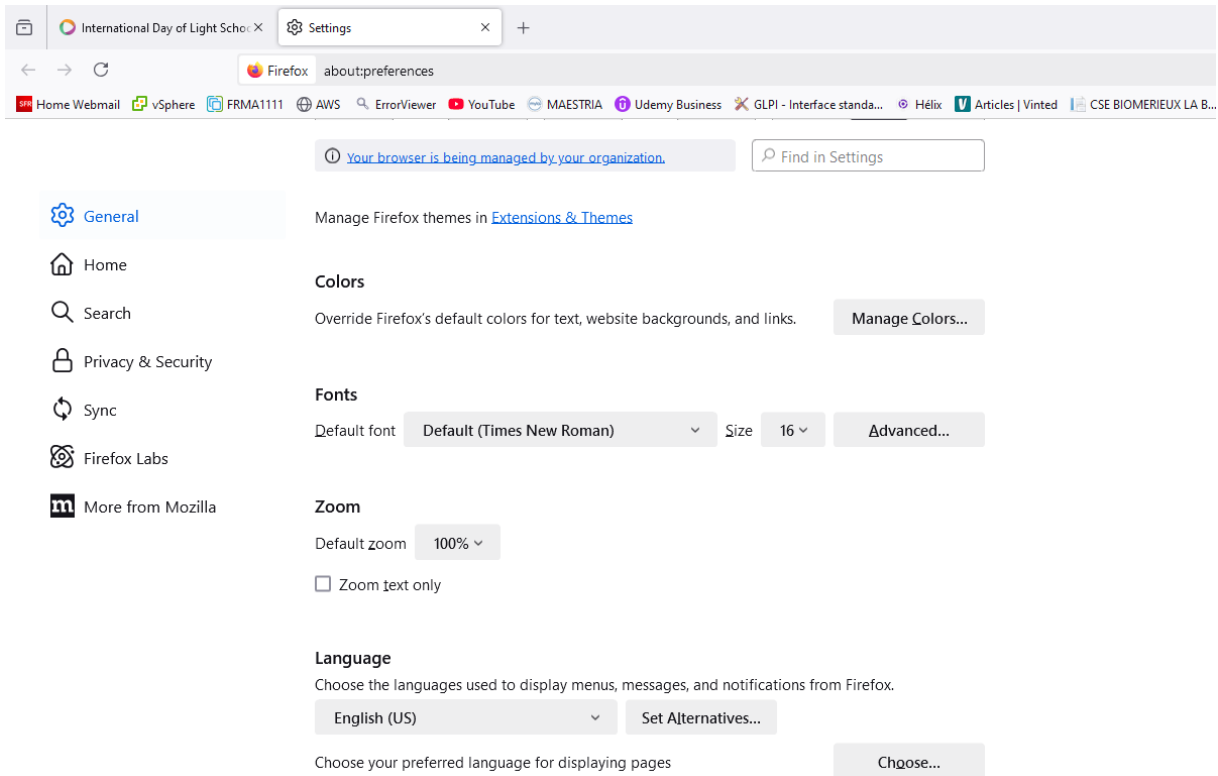 International Day of Light Schoc
Settings
Firefox about:preferences
SFR Home Webmail vSphere FRMA1111 AWS ErrorViewer YouTube MAESTRIA Udemy Business GLPI - Interface standa... Hélix Articles | Vinted CSE BIOMERIEUX LA B...
Your browser is being managed by your organization.
Find in Settings
General
Home
Search
Privacy & Security
Sync
Firefox Labs
m More from Mozilla
Manage Firefox themes in Extensions & Themes
Colors
Override Firefox's default colors for text, website backgrounds, and links. Manage Colors...
Fonts
Default font Default (Times New Roman) Size 16 Advanced...
Zoom
Default zoom 100%
Zoom text only
Language
Choose the languages used to display menus, messages, and notifications from Firefox.
English (US) Set Alternatives...
Choose your preferred language for displaying pages Choose...